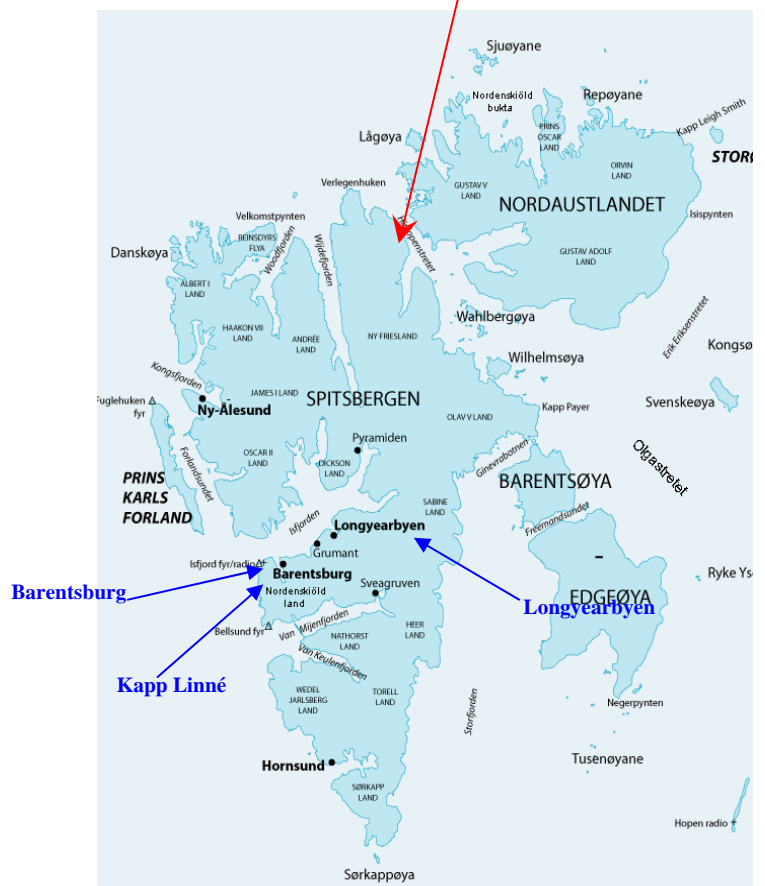 Sjuøyane
Nordenskiöld
bukta
Repøyane
Kapp Leigh Smith
PRINS
OSCAR
LAND
Lågøya
STORØ
ORVIN
LAND
Verlegenhuken
GUSTAV V
LAND
NORDAUSTLANDET
Velkomstpynten
Isispynten
REINSDYRS
FLYA
Woodfjorden
Wijdefjorden
Hinlopenstretet
Danskøya
GUSTAV ADOLF
LAND
ALBERT I
LAND
Wahlbergøya
Erik Eriksenstretet
HAAKON VII
LAND
ANDRÉE
LAND
NY FRIESLAND
Kongsø
Wilhelmsøya
Kongsfjorden
JAMES I LAND
SPITSBERGEN
Fuglehuken
fyr
Ny-Ålesund
OLAV V LAND
Kapp Payer
Svenskeøya
Pyramiden
Forlandsundet
OSCAR II
LAND
DICKSON
LAND
Ginevrabotnen
Olgastretet
PRINS
KARLS
FORLAND
BARENTSØYA
SABINE
LAND
Isfjorden
Longyearbyen
Freemansundet
Grumant
Isfjord fyr/radio
Barentsburg
Ryke Yse
Barentsburg
Nordenskiöld
land
Sveagruven
EDGEØYA
Longyearbyen
Bellsund fyr
Van Mijenfjorden
NATHORST
LAND
HEER
LAND
Van Keulenfjorden
Kapp Linné
WEDEL
JARLSBERG
LAND
TORELL
LAND
Storfjorden
Negerpynten
Hornsund
Tusenøyane
SØRKAPP
LAND
Hopen radio
Sørkappøya